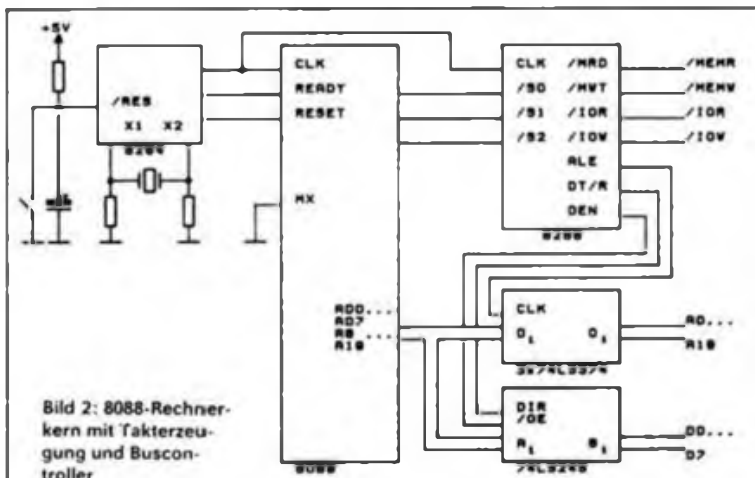 +5V
/RES
X1 X2
8284
CLK
READY
RESET
MX
AD0...
AD7
A8...
A19
8088
CLK /MRD
/S0 /MWT
/S1 /IOR
/S2 /IOW
ALE
DT/R
DEN
8288
/MEMR
/MEMW
/IOR
/IOW
CLK
D₁ O₁
A0...
A19
DIR
/OE
A₁ B₁
D0...
D7
Bild 2: 8088-Rechner-
kern mit Takterzeu-
gung und Buscon-
troller